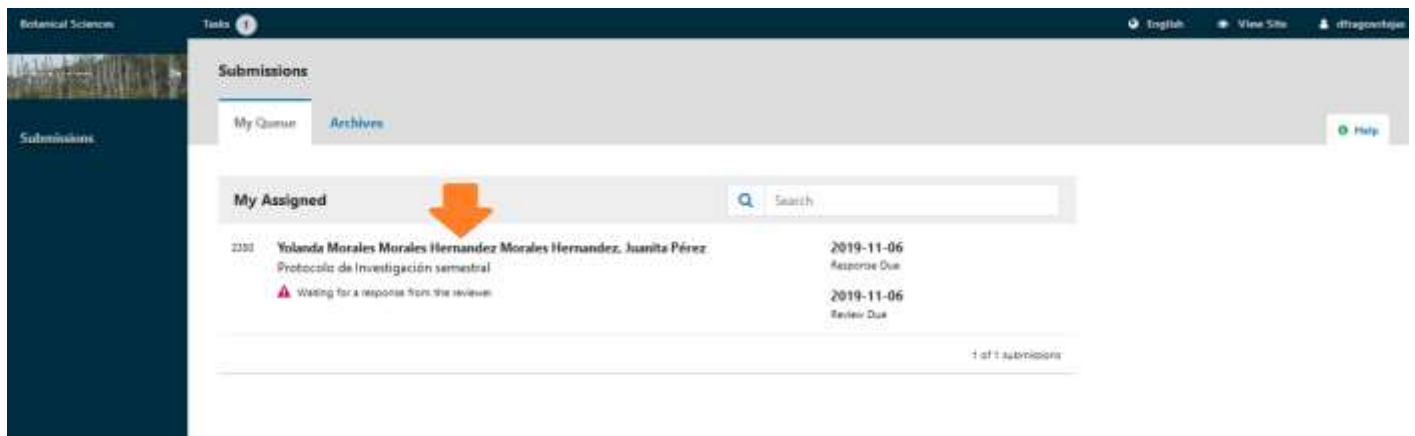 Botanical Sciences
Tasks 1
English
View Site
Submissions
My Queue
Archives
Submissions
Help
My Assigned
Search
Yolanda Morales Morales Hernandez Morales Hernandez, Juanita Pérez
2019-11-06
Protocolo de Investigación semestral
Response Due
Waiting for a response from the reviewer.
2019-11-06
Review Due
1 of 1 submissions